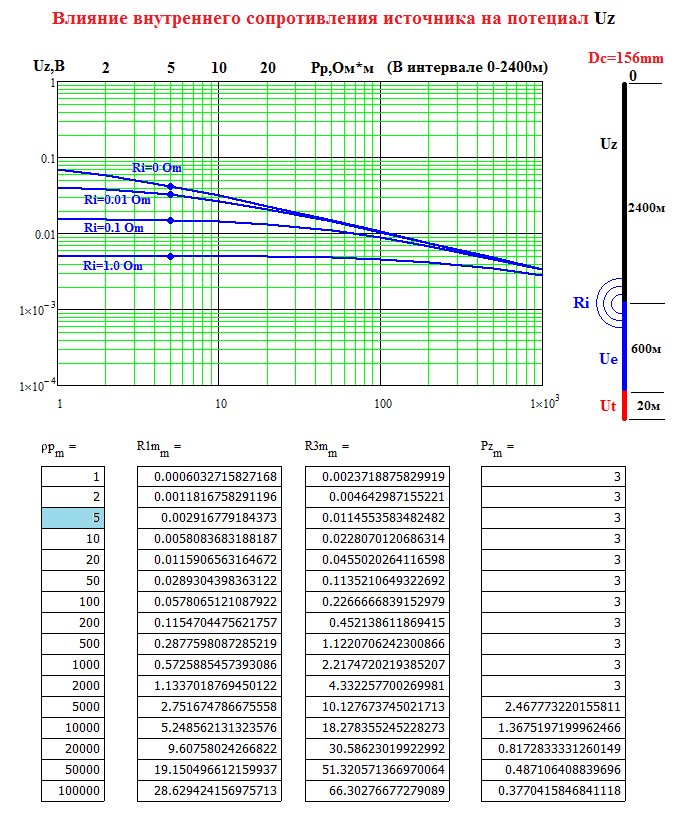 Влияние внутреннего сопротивления источника на потециал Uz
Uz,В 2 5 10 20 Рр,Ом*м (В интервале 0-2400м)
Dc=156mm
0
1
0.1
0.01
1×10⁻³
1×10⁻⁴
Ri=0 Om
Ri=0.01 Om
Ri=0.1 Om
Ri=1.0 Om
1 10 100 1×10³
Uz
2400м
Ri
600м
Ue
Ut 20м
ρp_m = R1m_m = R3m_m = Pz_m =
1 0.0006032715827168 0.0023718875829919 3
2 0.0011816758291196 0.004642987155221 3
5 0.002916779184373 0.0114553583482482 3
10 0.0058083683188187 0.0228070120686314 3
20 0.0115906563164672 0.0455020264116598 3
50 0.0289304398363122 0.1135210649322692 3
100 0.0578065121087922 0.2266666839152979 3
200 0.1154704475621757 0.452138611869415 3
500 0.2877598087285219 1.1220706242300866 3
1000 0.5725885457393086 2.2174720219385207 3
2000 1.1337018769450122 4.332257700269981 3
5000 2.751674786675558 10.127673745021713 2.467773220155811
10000 5.248562131323576 18.278355245228273 1.3675197199962466
20000 9.60758024266822 30.58623019922992 0.8172833331260149
50000 19.150496612159937 51.320571366970064 0.487106408839696
100000 28.629424156975713 66.30276677279089 0.3770415846841118